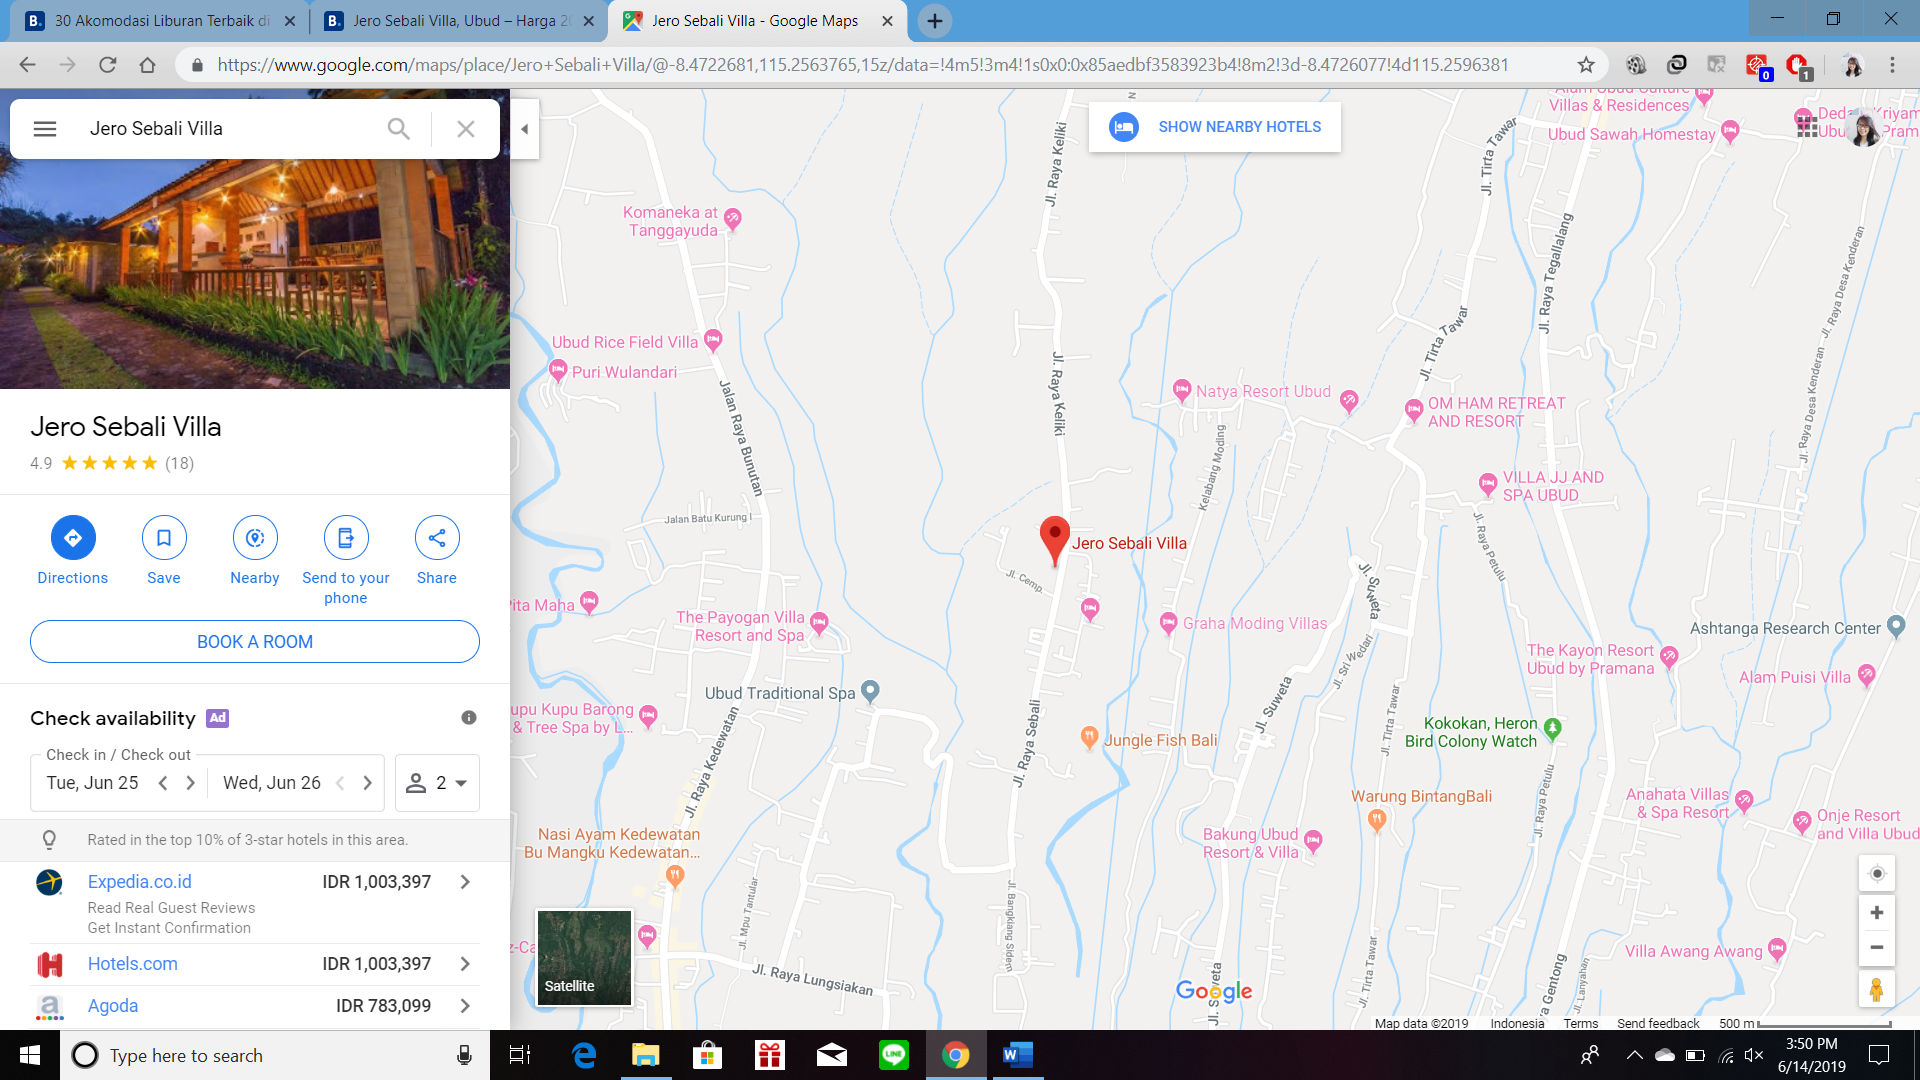 30 Akomodasi Liburan Terbaik di
Jero Sebali Villa, Ubud – Harga 20
Jero Sebali Villa - Google Maps
https://www.google.com/maps/place/Jero+Sebali+Villa/@-8.4722681,115.2563765,15z/data=!4m5!3m4!1s0x0:0x85aedbf3583923b4!8m2!3d-8.4726077!4d115.2596381
0
1
Jero Sebali Villa
Jero Sebali Villa
4.9
(18)
Directions
Save
Nearby
Send to your
phone
Share
BOOK A ROOM
Check availability Ad
Check in / Check out
Tue, Jun 25
Wed, Jun 26
2
Rated in the top 10% of 3-star hotels in this area.
Expedia.co.id
IDR 1,003,397
Read Real Guest Reviews
Get Instant Confirmation
Hotels.com
IDR 1,003,397
Agoda
IDR 783,099
SHOW NEARBY HOTELS
Villas & Residences
Ubud Sawah Homestay
Komaneka at
Tanggayuda
Jl. Raya Keliki
Jl. Tirta Tawar
Jl. Raya Tegallalang
Jl. Raya Desa Kenderan
Ubud Rice Field Villa
Puri Wulandari
Jalan Raya Bunutan
Jl. Raya Keliki
Jl. Tirta Tawar
Jl. Raya Desa Kenderan
Natya Resort Ubud
OM HAM RETREAT
AND RESORT
Kelabang Moding
VILLA JJ AND
SPA UBUD
Jalan Batu Kurung I
Jl. Raya Petulu
Jero Sebali Villa
Jl. Cemp...
Jl. Suweta
Pita Maha
The Payogan Villa
Resort and Spa
Graha Moding Villas
Ashtanga Research Center
The Kayon Resort
Ubud by Pramana
Jl. Sri Wedari
Alam Puisi Villa
Ubud Traditional Spa
upu Kupu Barong
& Tree Spa by L...
Jl. Raya Kedewatan
Jl. Raya Sebali
Jl. Suweta
Jl. Tirta Tawar
Jungle Fish Bali
Kokokan, Heron
Bird Colony Watch
Jl. Raya Petulu
Warung BintangBali
Anahata Villas
& Spa Resort
Onje Resort
and Villa Ubud
Nasi Ayam Kedewatan
Bu Mangku Kedewatan...
Bakung Ubud
Resort & Villa
Jl. Mpu Tantular
Jl. Bangkiang Sidem
Jl. Tirta Tawar
Jl. Lanyahan
Villa Awang Awang
Jl. Raya Lungsiakan
Satellite
Google
Map data ©2019
Indonesia
Terms
Send feedback
500 m
Type here to search
3:50 PM
6/14/2019